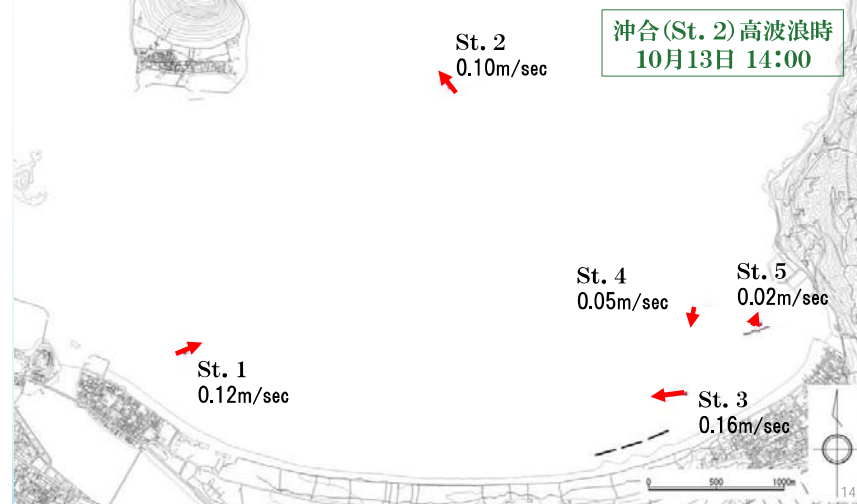 沖合(St. 2)高波浪時
10月13日 14:00
St. 2
0.10m/sec
St. 4
0.05m/sec
St. 5
0.02m/sec
St. 1
0.12m/sec
St. 3
0.16m/sec
0 500 1000m
14